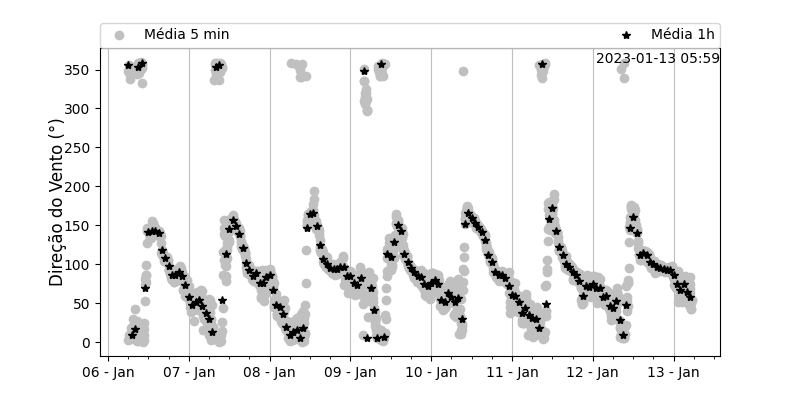 Média 5 min
Média 1h
2023-01-13 05:59
Direção do Vento (°)
350
300
250
200
150
100
50
0
06 - Jan
07 - Jan
08 - Jan
09 - Jan
10 - Jan
11 - Jan
12 - Jan
13 - Jan